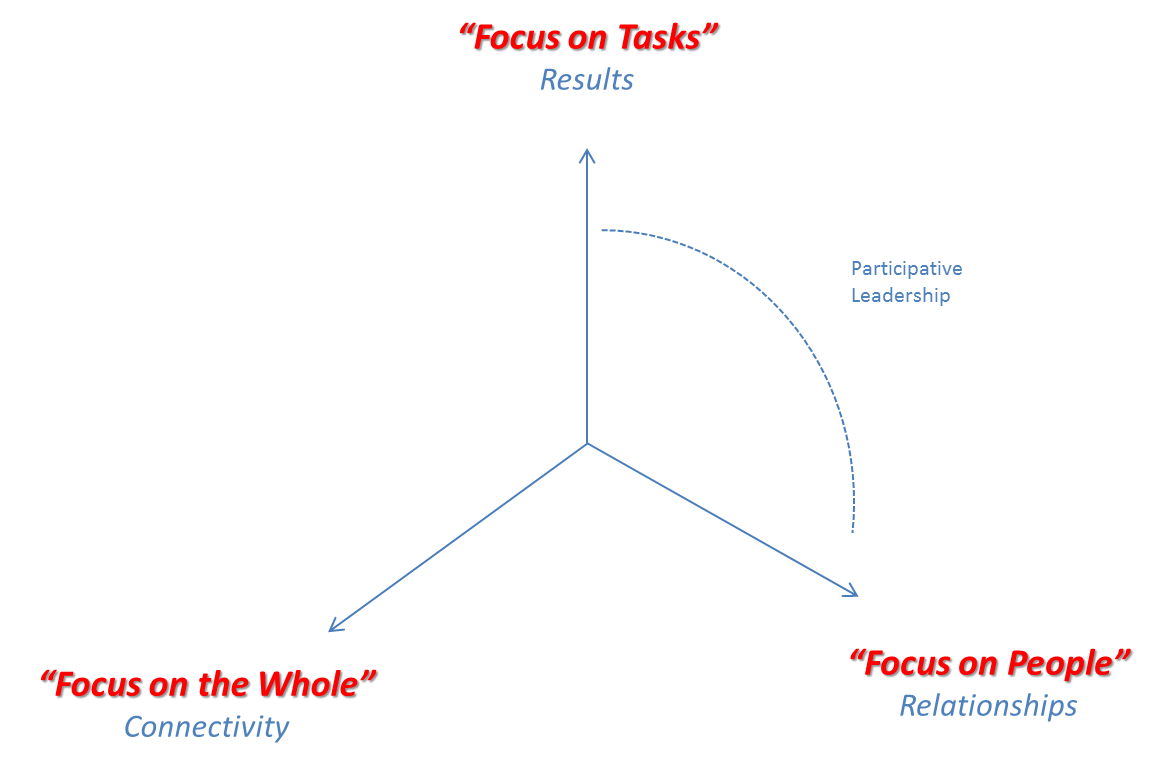 “Focus on Tasks”
Results
Participative
Leadership
“Focus on the Whole”
Connectivity
“Focus on People”
Relationships